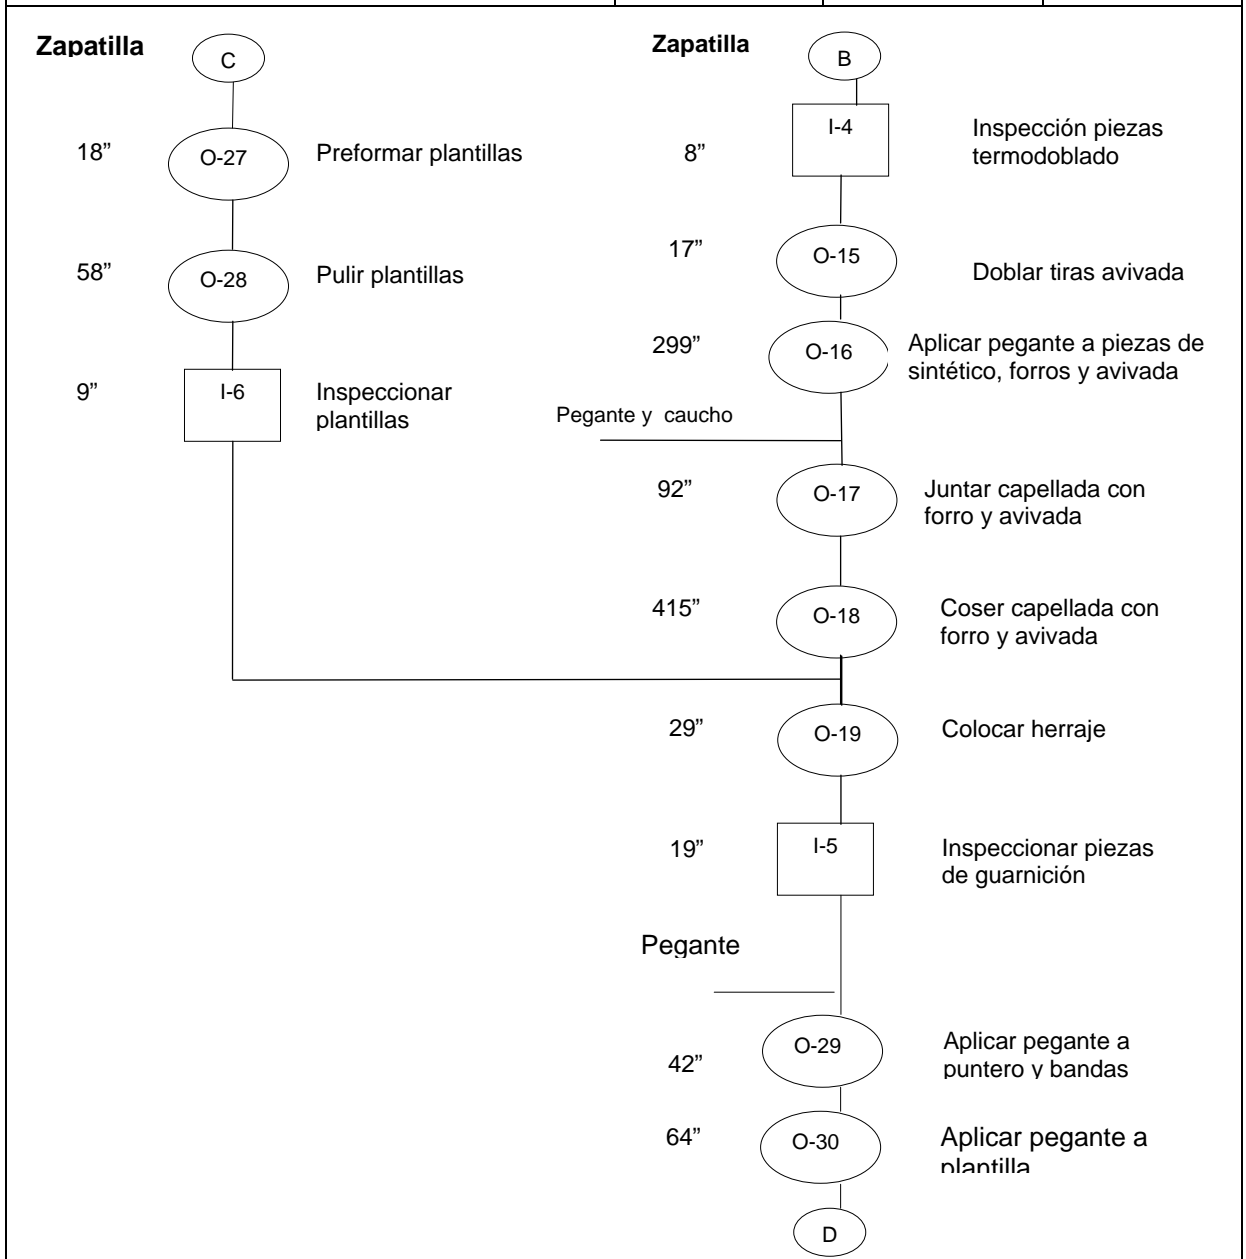 Zapatilla
C
18”
O-27
Preformar plantillas
58”
O-28
Pulir plantillas
9”
I-6
Inspeccionar
plantillas
Zapatilla
B
8”
I-4
Inspección piezas
termodoblado
17”
O-15
Doblar tiras avivada
299”
O-16
Aplicar pegante a piezas de
sintético, forros y avivada
Pegante y caucho
92”
O-17
Juntar capellada con
forro y avivada
415”
O-18
Coser capellada con
forro y avivada
29”
O-19
Colocar herraje
19”
I-5
Inspeccionar piezas
de guarnición
Pegante
42”
O-29
Aplicar pegante a
puntero y bandas
64”
O-30
Aplicar pegante a
plantilla
D